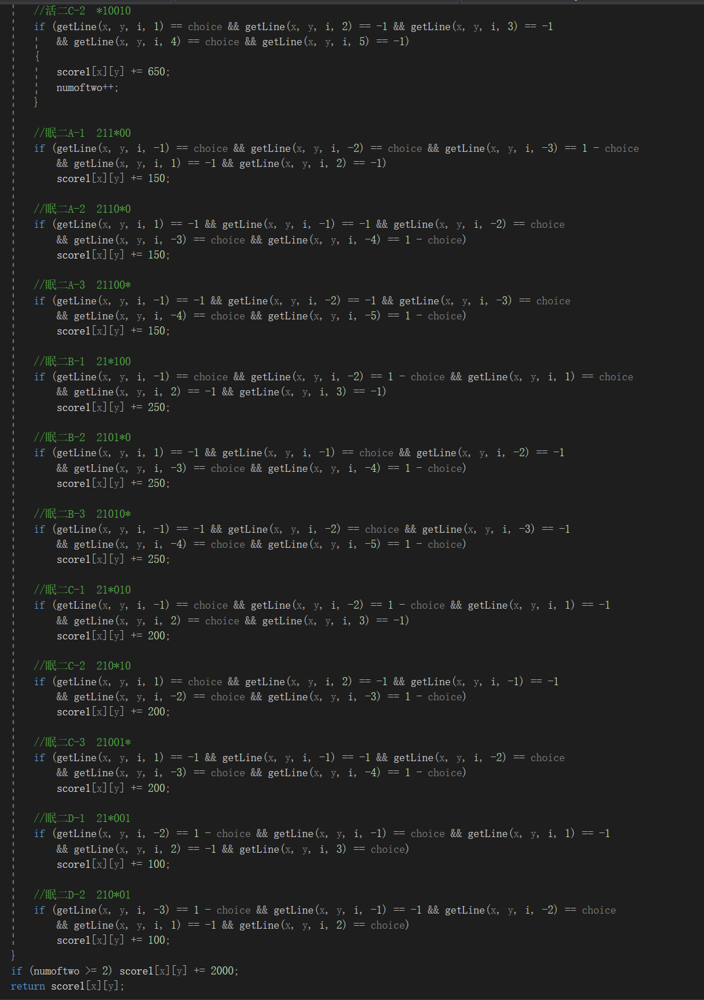 //活二C-2  *10010
if (getLine(x, y, i, 1) == choice && getLine(x, y, i, 2) == -1 && getLine(x, y, i, 3) == -1
&& getLine(x, y, i, 4) == choice && getLine(x, y, i, 5) == -1)
{
score1[x][y] += 650;
numoftwo++;
}
//眠二A-1  211*00
if (getLine(x, y, i, -1) == choice && getLine(x, y, i, -2) == choice && getLine(x, y, i, -3) == 1 - choice
&& getLine(x, y, i, 1) == -1 && getLine(x, y, i, 2) == -1)
score1[x][y] += 150;
//眠二A-2  2110*0
if (getLine(x, y, i, 1) == -1 && getLine(x, y, i, -1) == -1 && getLine(x, y, i, -2) == choice
&& getLine(x, y, i, -3) == choice && getLine(x, y, i, -4) == 1 - choice)
score1[x][y] += 150;
//眠二A-3  21100*
if (getLine(x, y, i, -1) == -1 && getLine(x, y, i, -2) == -1 && getLine(x, y, i, -3) == choice
&& getLine(x, y, i, -4) == choice && getLine(x, y, i, -5) == 1 - choice)
score1[x][y] += 150;
//眠二B-1  21*100
if (getLine(x, y, i, -1) == choice && getLine(x, y, i, -2) == 1 - choice && getLine(x, y, i, 1) == choice
&& getLine(x, y, i, 2) == -1 && getLine(x, y, i, 3) == -1)
score1[x][y] += 250;
//眠二B-2  2101*0
if (getLine(x, y, i, 1) == -1 && getLine(x, y, i, -1) == choice && getLine(x, y, i, -2) == -1
&& getLine(x, y, i, -3) == choice && getLine(x, y, i, -4) == 1 - choice)
score1[x][y] += 250;
//眠二B-3  21010*
if (getLine(x, y, i, -1) == -1 && getLine(x, y, i, -2) == choice && getLine(x, y, i, -3) == -1
&& getLine(x, y, i, -4) == choice && getLine(x, y, i, -5) == 1 - choice)
score1[x][y] += 250;
//眠二C-1  21*010
if (getLine(x, y, i, -1) == choice && getLine(x, y, i, -2) == 1 - choice && getLine(x, y, i, 1) == -1
&& getLine(x, y, i, 2) == choice && getLine(x, y, i, 3) == -1)
score1[x][y] += 200;
//眠二C-2  210*10
if (getLine(x, y, i, 1) == choice && getLine(x, y, i, 2) == -1 && getLine(x, y, i, -1) == -1
&& getLine(x, y, i, -2) == choice && getLine(x, y, i, -3) == 1 - choice)
score1[x][y] += 200;
//眠二C-3  21001*
if (getLine(x, y, i, 1) == -1 && getLine(x, y, i, -1) == -1 && getLine(x, y, i, -2) == choice
&& getLine(x, y, i, -3) == choice && getLine(x, y, i, -4) == 1 - choice)
score1[x][y] += 200;
//眠二D-1  21*001
if (getLine(x, y, i, -2) == 1 - choice && getLine(x, y, i, -1) == choice && getLine(x, y, i, 1) == -1
&& getLine(x, y, i, 2) == -1 && getLine(x, y, i, 3) == choice)
score1[x][y] += 100;
//眠二D-2  210*01
if (getLine(x, y, i, -3) == 1 - choice && getLine(x, y, i, -1) == -1 && getLine(x, y, i, -2) == choice
&& getLine(x, y, i, 1) == -1 && getLine(x, y, i, 2) == choice)
score1[x][y] += 100;
}
if (numoftwo >= 2) score1[x][y] += 2000;
return score1[x][y];